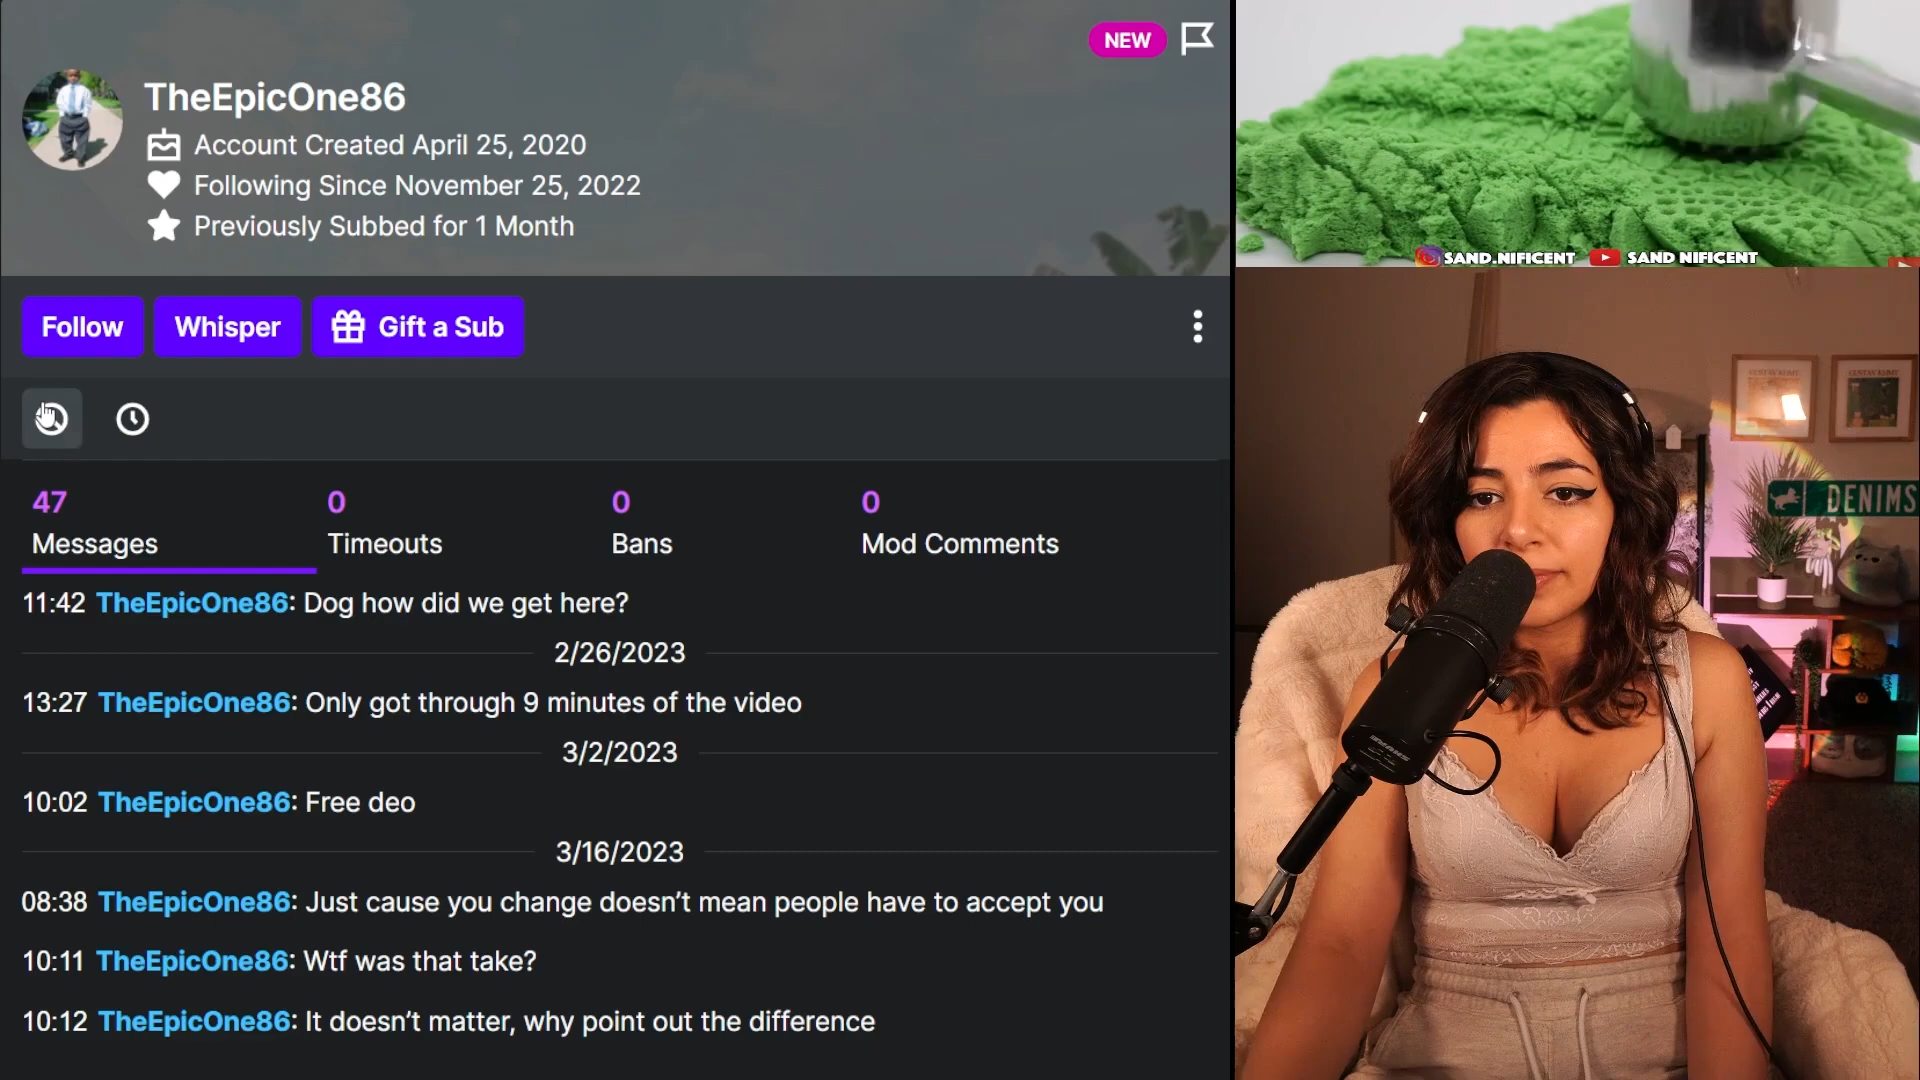 NEW
TheEpicOne86
Account Created April 25, 2020
Following Since November 25, 2022
Previously Subbed for 1 Month
Follow
Whisper
Gift a Sub
47
Messages
0
Timeouts
0
Bans
0
Mod Comments
11:42 TheEpicOne86: Dog how did we get here?
2/26/2023
13:27 TheEpicOne86: Only got through 9 minutes of the video
3/2/2023
10:02 TheEpicOne86: Free deo
3/16/2023
08:38 TheEpicOne86: Just cause you change doesn’t mean people have to accept you
10:11 TheEpicOne86: Wtf was that take?
10:12 TheEpicOne86: It doesn’t matter, why point out the difference
SAND.NIFICENT
SAND NIFICENT
DENIMS
SHURE